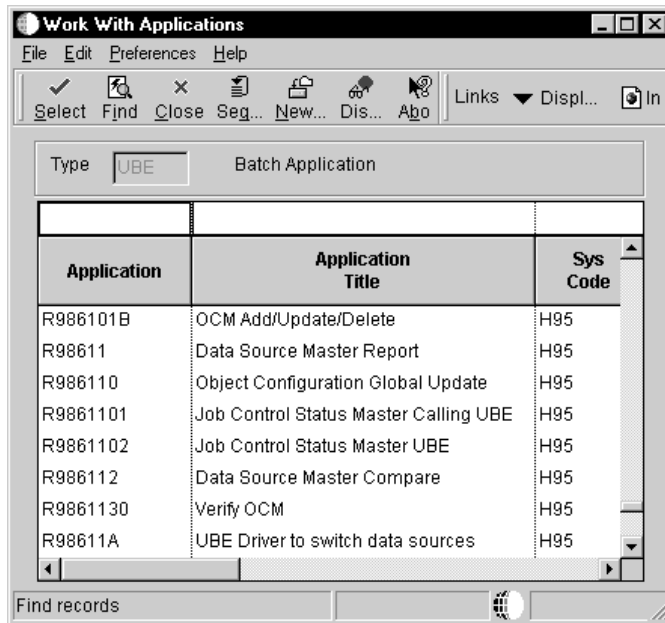 Work With Applications
File Edit Preferences Help
Select Find Close Seq... New... Dis... Abo Links Displ... In
Type UBE Batch Application
Application Application Title Sys Code
R986101B OCM Add/Update/Delete H95
R98611 Data Source Master Report H95
R986110 Object Configuration Global Update H95
R9861101 Job Control Status Master Calling UBE H95
R9861102 Job Control Status Master UBE H95
R986112 Data Source Master Compare H95
R9861130 Verify OCM H95
R98611A UBE Driver to switch data sources H95
Find records